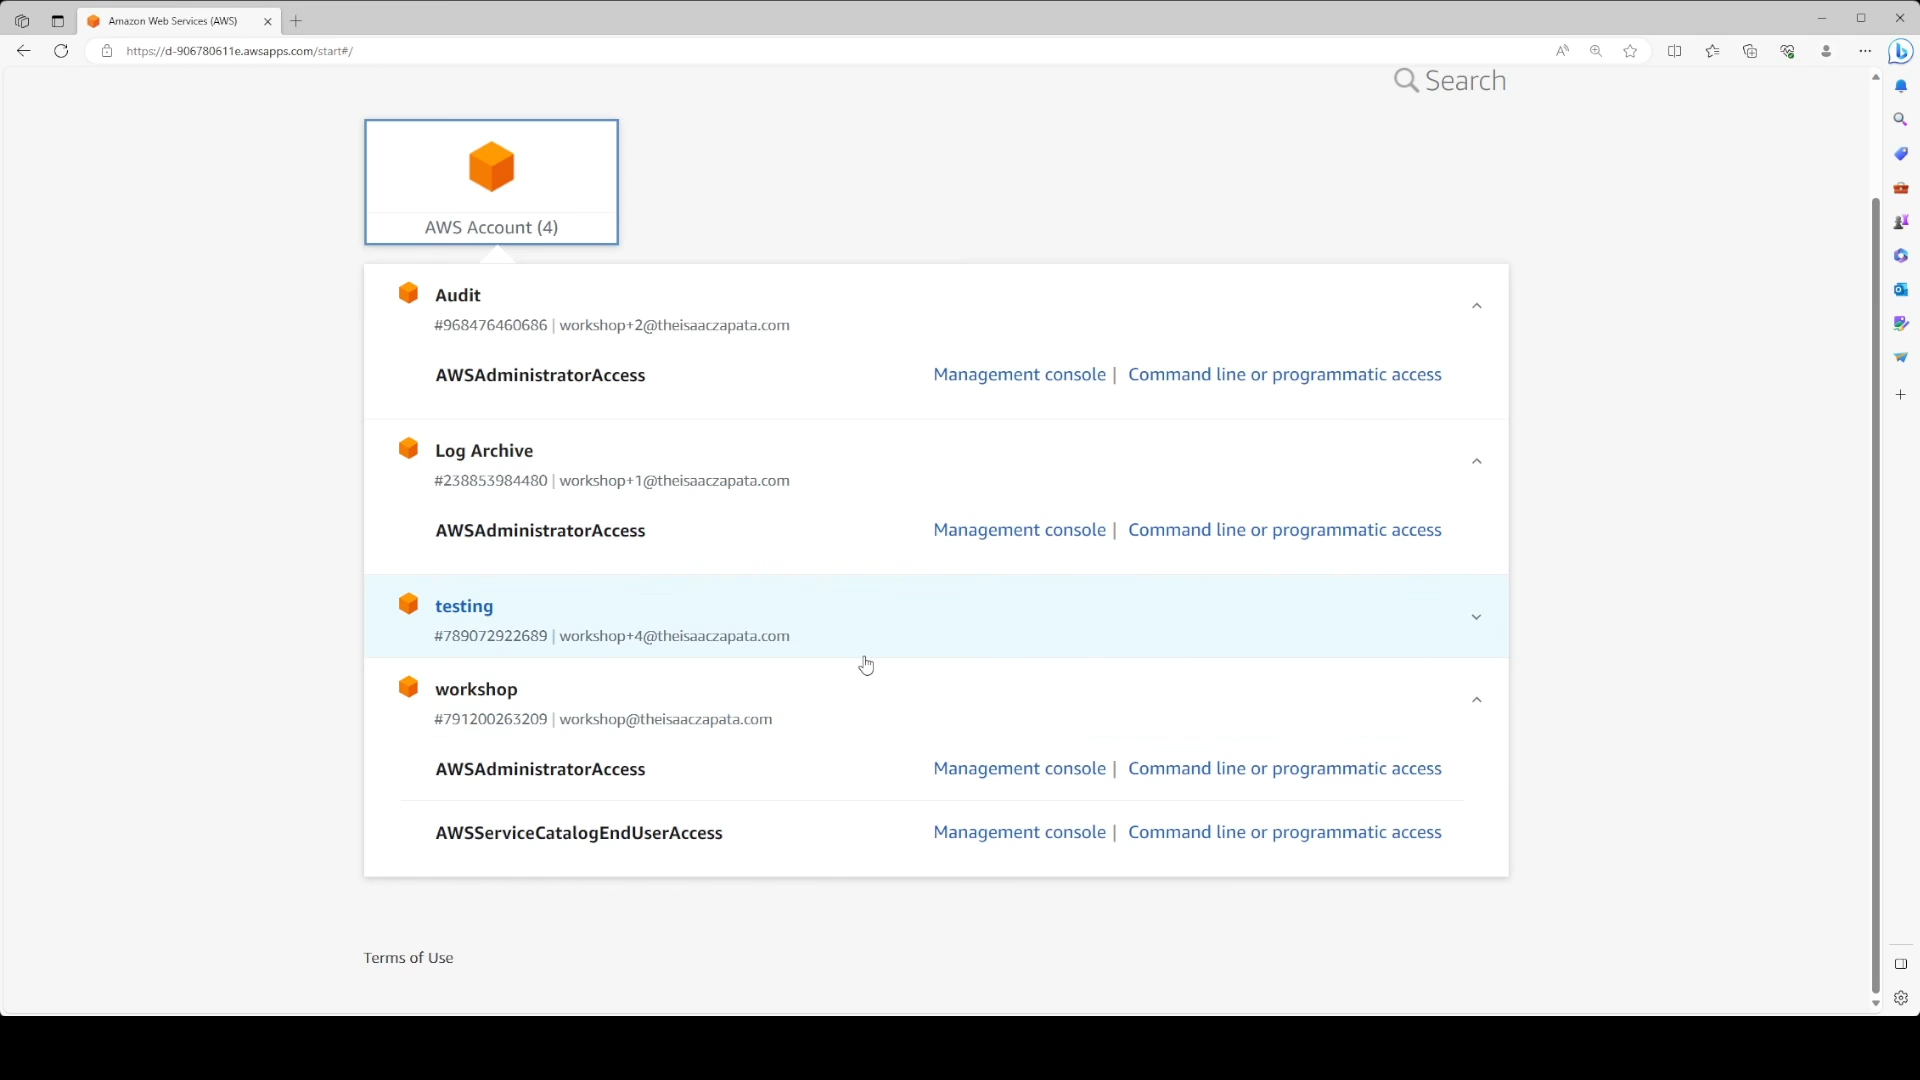 Amazon Web Services (AWS)
https://d-906780611e.awsapps.com/start#/
Search
AWS Account (4)
Audit
#968476460686 | workshop+2@theisaaczapata.com
AWSAdministratorAccess
Management console | Command line or programmatic access
Log Archive
#238853984480 | workshop+1@theisaaczapata.com
AWSAdministratorAccess
Management console | Command line or programmatic access
testing
#789072922689 | workshop+4@theisaaczapata.com
workshop
#791200263209 | workshop@theisaaczapata.com
AWSAdministratorAccess
Management console | Command line or programmatic access
AWSServiceCatalogEndUserAccess
Management console | Command line or programmatic access
Terms of Use